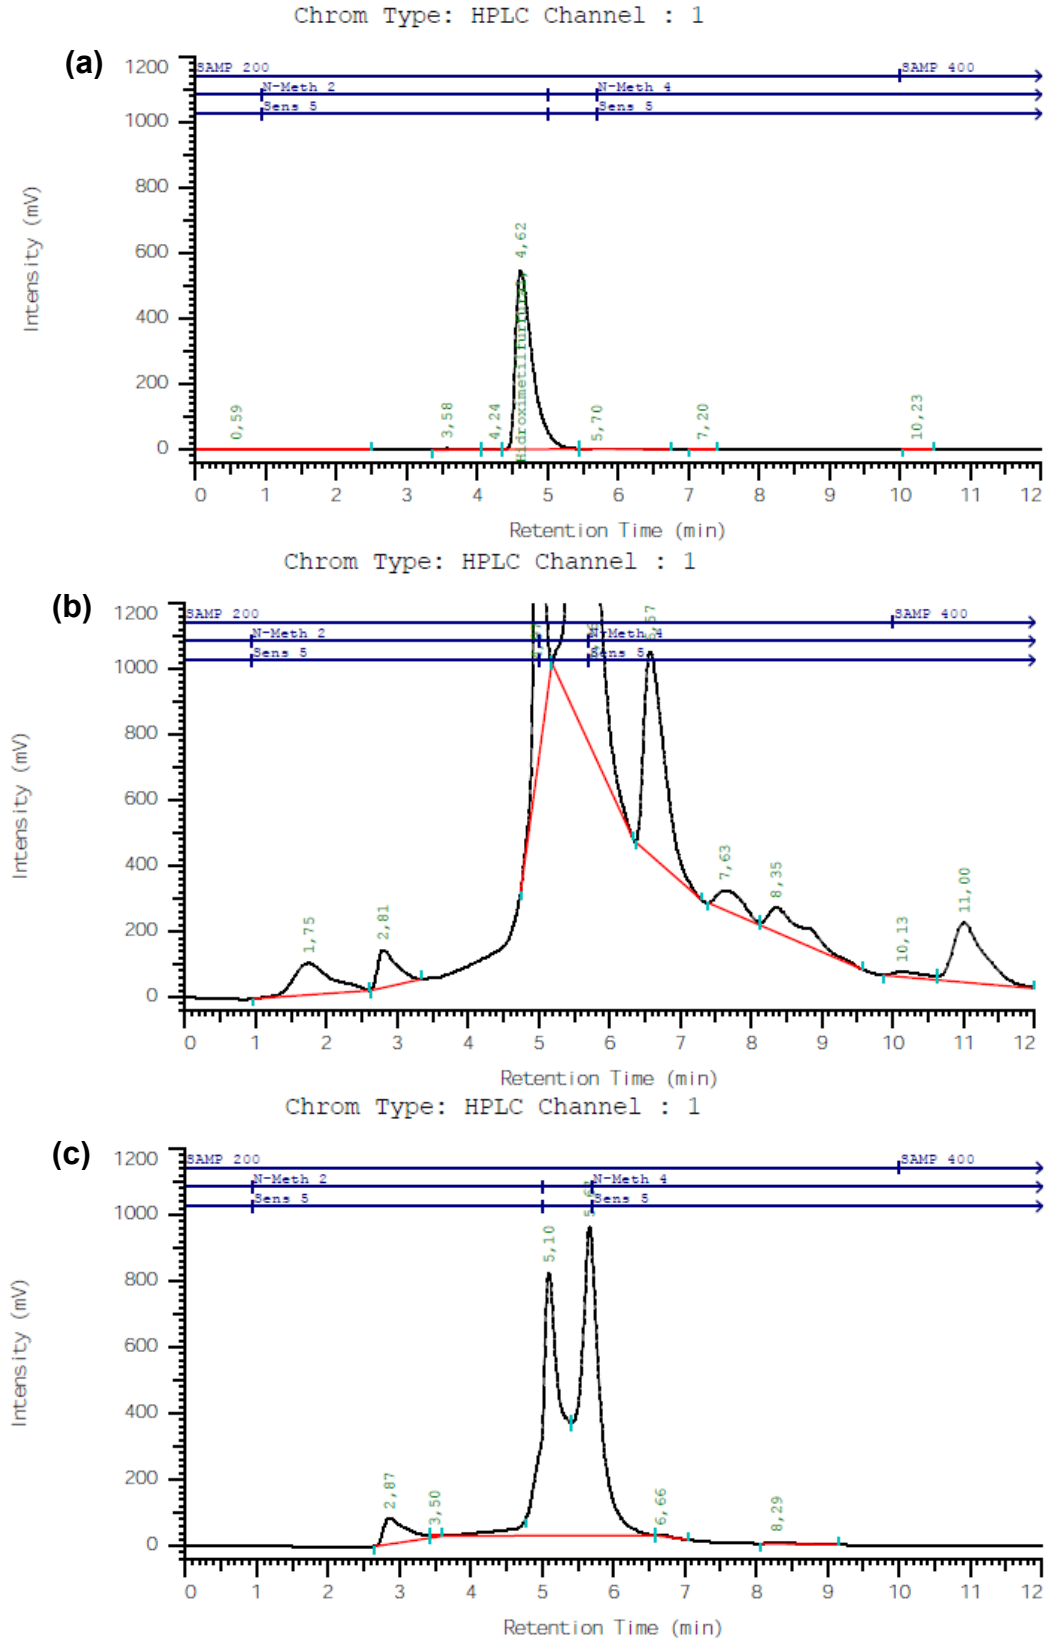 Chrom Type: HPLC Channel : 1
(a)
SAMP 200
SAMP 400
N-Meth 2
N-Meth 4
Sens 5
Sens 5
1200
1000
800
600
400
200
0
Intensity (mV)
0,59
3,58
4,24
4,62
5,70
7,20
10,23
0 1 2 3 4 5 6 7 8 9 10 11 12
Retention Time (min)
Chrom Type: HPLC Channel : 1
(b)
SAMP 200
SAMP 400
N-Meth 2
N-Meth 4
Sens 5
Sens 5
1200
1000
800
600
400
200
0
Intensity (mV)
1,75
2,81
7,63
8,35
10,13
11,00
0 1 2 3 4 5 6 7 8 9 10 11 12
Retention Time (min)
Chrom Type: HPLC Channel : 1
(c)
SAMP 200
SAMP 400
N-Meth 2
N-Meth 4
Sens 5
Sens 5
1200
1000
800
600
400
200
0
Intensity (mV)
2,87
3,50
5,10
6,66
8,29
0 1 2 3 4 5 6 7 8 9 10 11 12
Retention Time (min)